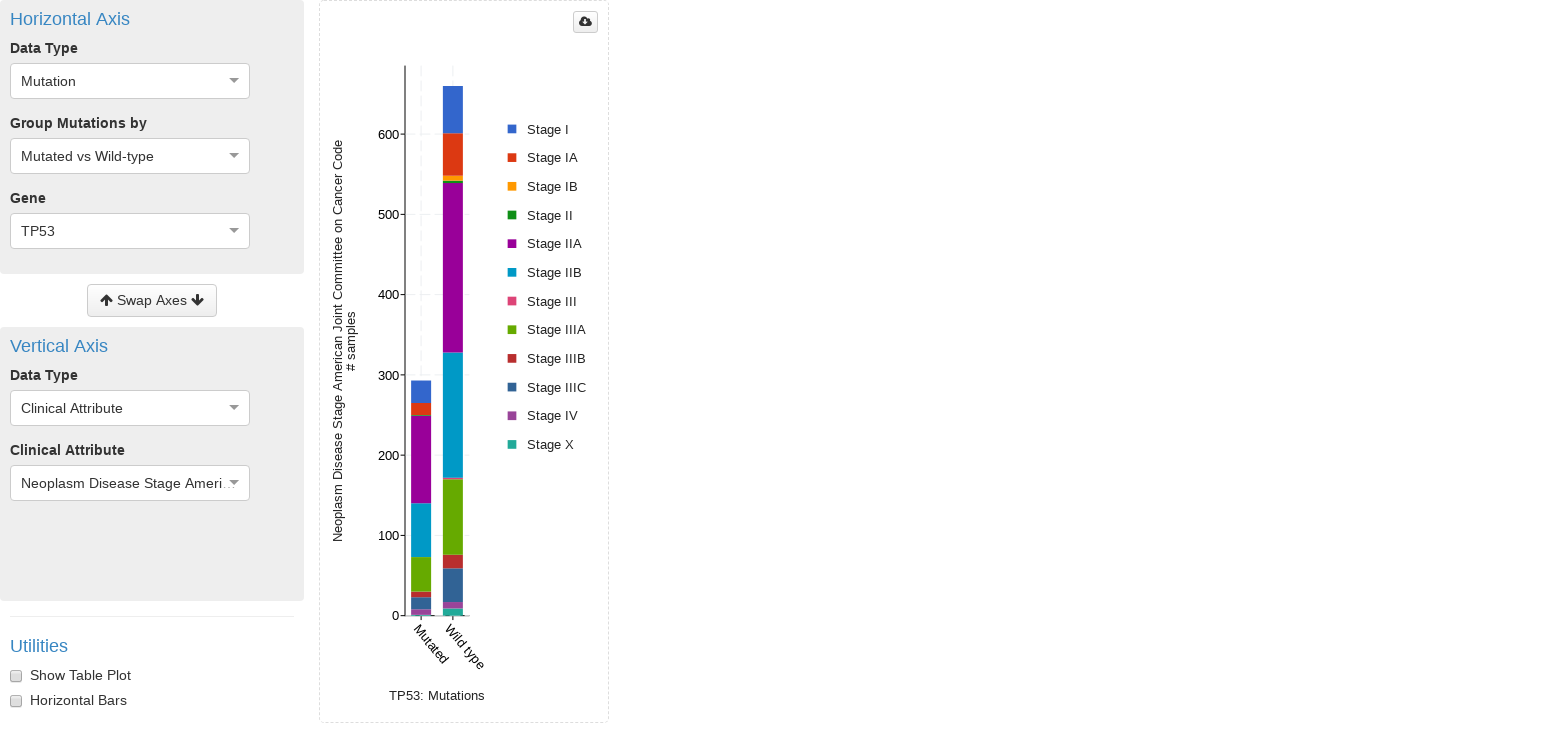 Horizontal Axis
Data Type
Mutation
Group Mutations by
Mutated vs Wild-type
Gene
TP53
Swap Axes
Vertical Axis
Data Type
Clinical Attribute
Clinical Attribute
Neoplasm Disease Stage Ameri...
Utilities
Show Table Plot
Horizontal Bars
Neoplasm Disease Stage American Joint Committee on Cancer Code
# samples
600
500
400
300
200
100
0
Mutated
Wild type
TP53: Mutations
Stage I
Stage IA
Stage IB
Stage II
Stage IIA
Stage IIB
Stage III
Stage IIIA
Stage IIIB
Stage IIIC
Stage IV
Stage X